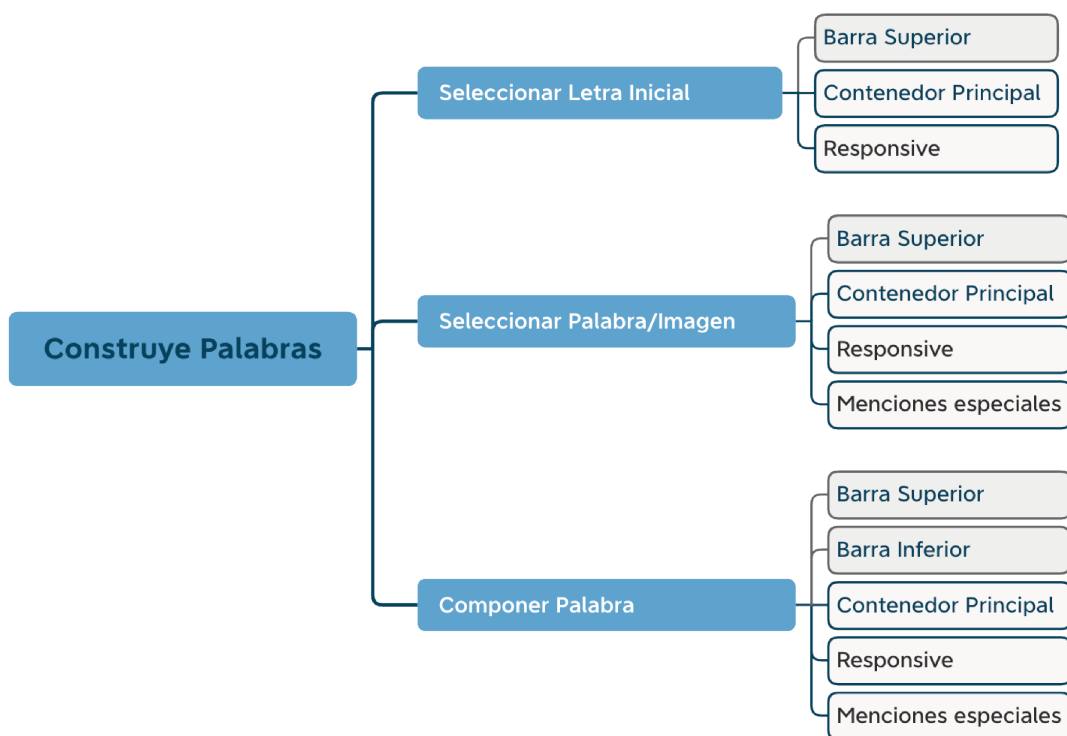 Construye Palabras
Seleccionar Letra Inicial
Barra Superior
Contenedor Principal
Responsive
Seleccionar Palabra/Imagen
Barra Superior
Contenedor Principal
Responsive
Menciones especiales
Componer Palabra
Barra Superior
Barra Inferior
Contenedor Principal
Responsive
Menciones especiales